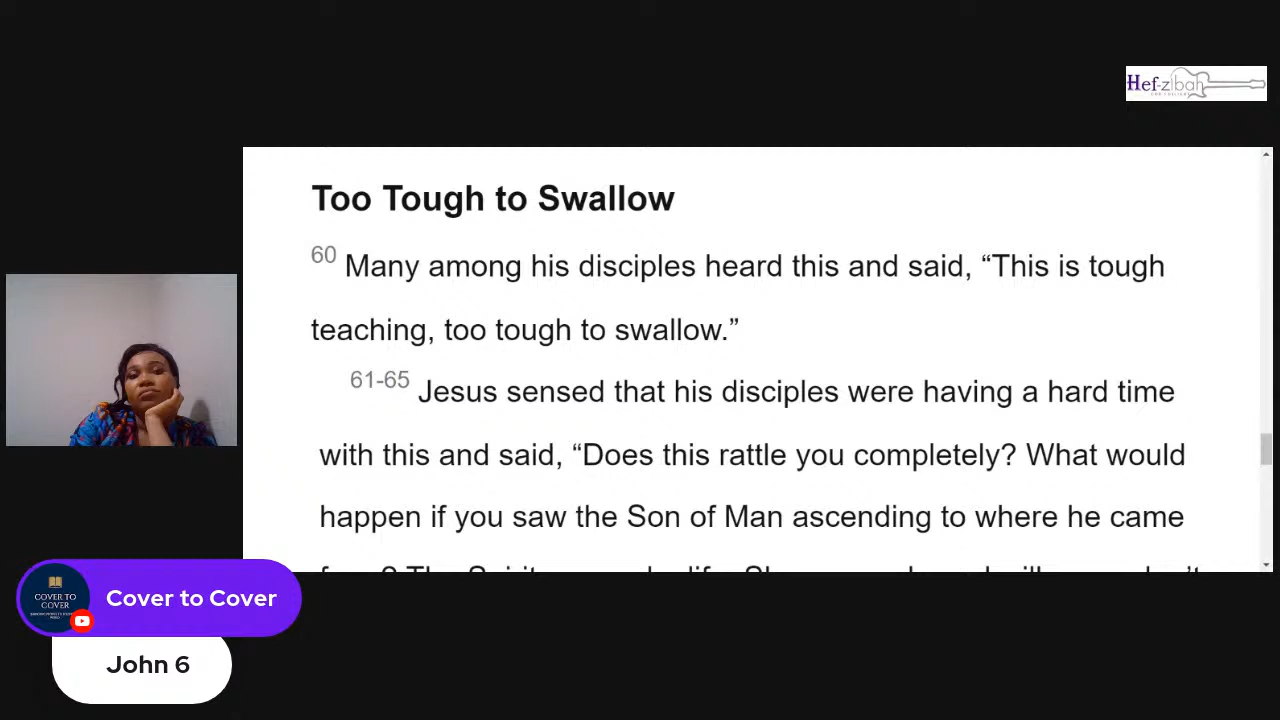 Hef-zibah
Too Tough to Swallow
60 Many among his disciples heard this and said, “This is tough
teaching, too tough to swallow.”
61-65 Jesus sensed that his disciples were having a hard time
with this and said, “Does this rattle you completely? What would
happen if you saw the Son of Man ascending to where he came
COVER TO
COVER
Cover to Cover
John 6